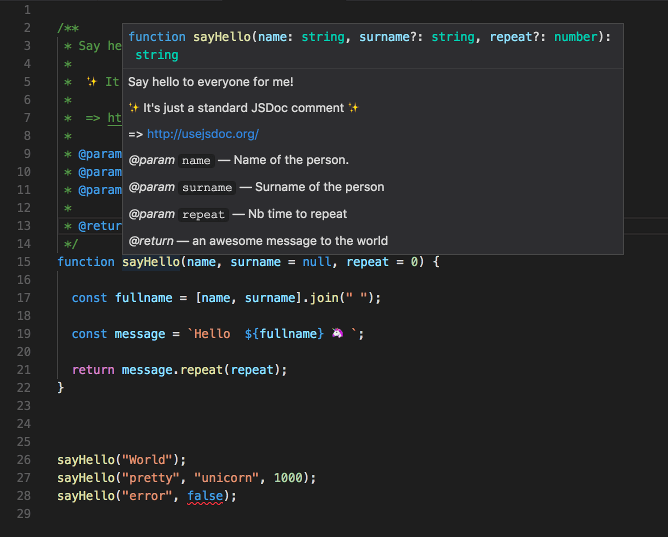 1
2 /**
function sayHello(name: string, surname?: string, repeat?: number):
string
3 * Say he
4 *
5 * ✨ It
6 *
7 * => ht
8 *
9 * @param
10 * @param
11 * @param
12 *
13 * @retur
14 */
Say hello to everyone for me!
✨ It's just a standard JSDoc comment ✨
=> http://usejsdoc.org/
@param name — Name of the person.
@param surname — Surname of the person
@param repeat — Nb time to repeat
@return — an awesome message to the world
15 function sayHello(name, surname = null, repeat = 0) {
16
17 const fullname = [name, surname].join(" ");
18
19 const message = `Hello  ${fullname} 🦄 `;
20
21 return message.repeat(repeat);
22 }
23
24
25
26 sayHello("World");
27 sayHello("pretty", "unicorn", 1000);
28 sayHello("error", false);
29